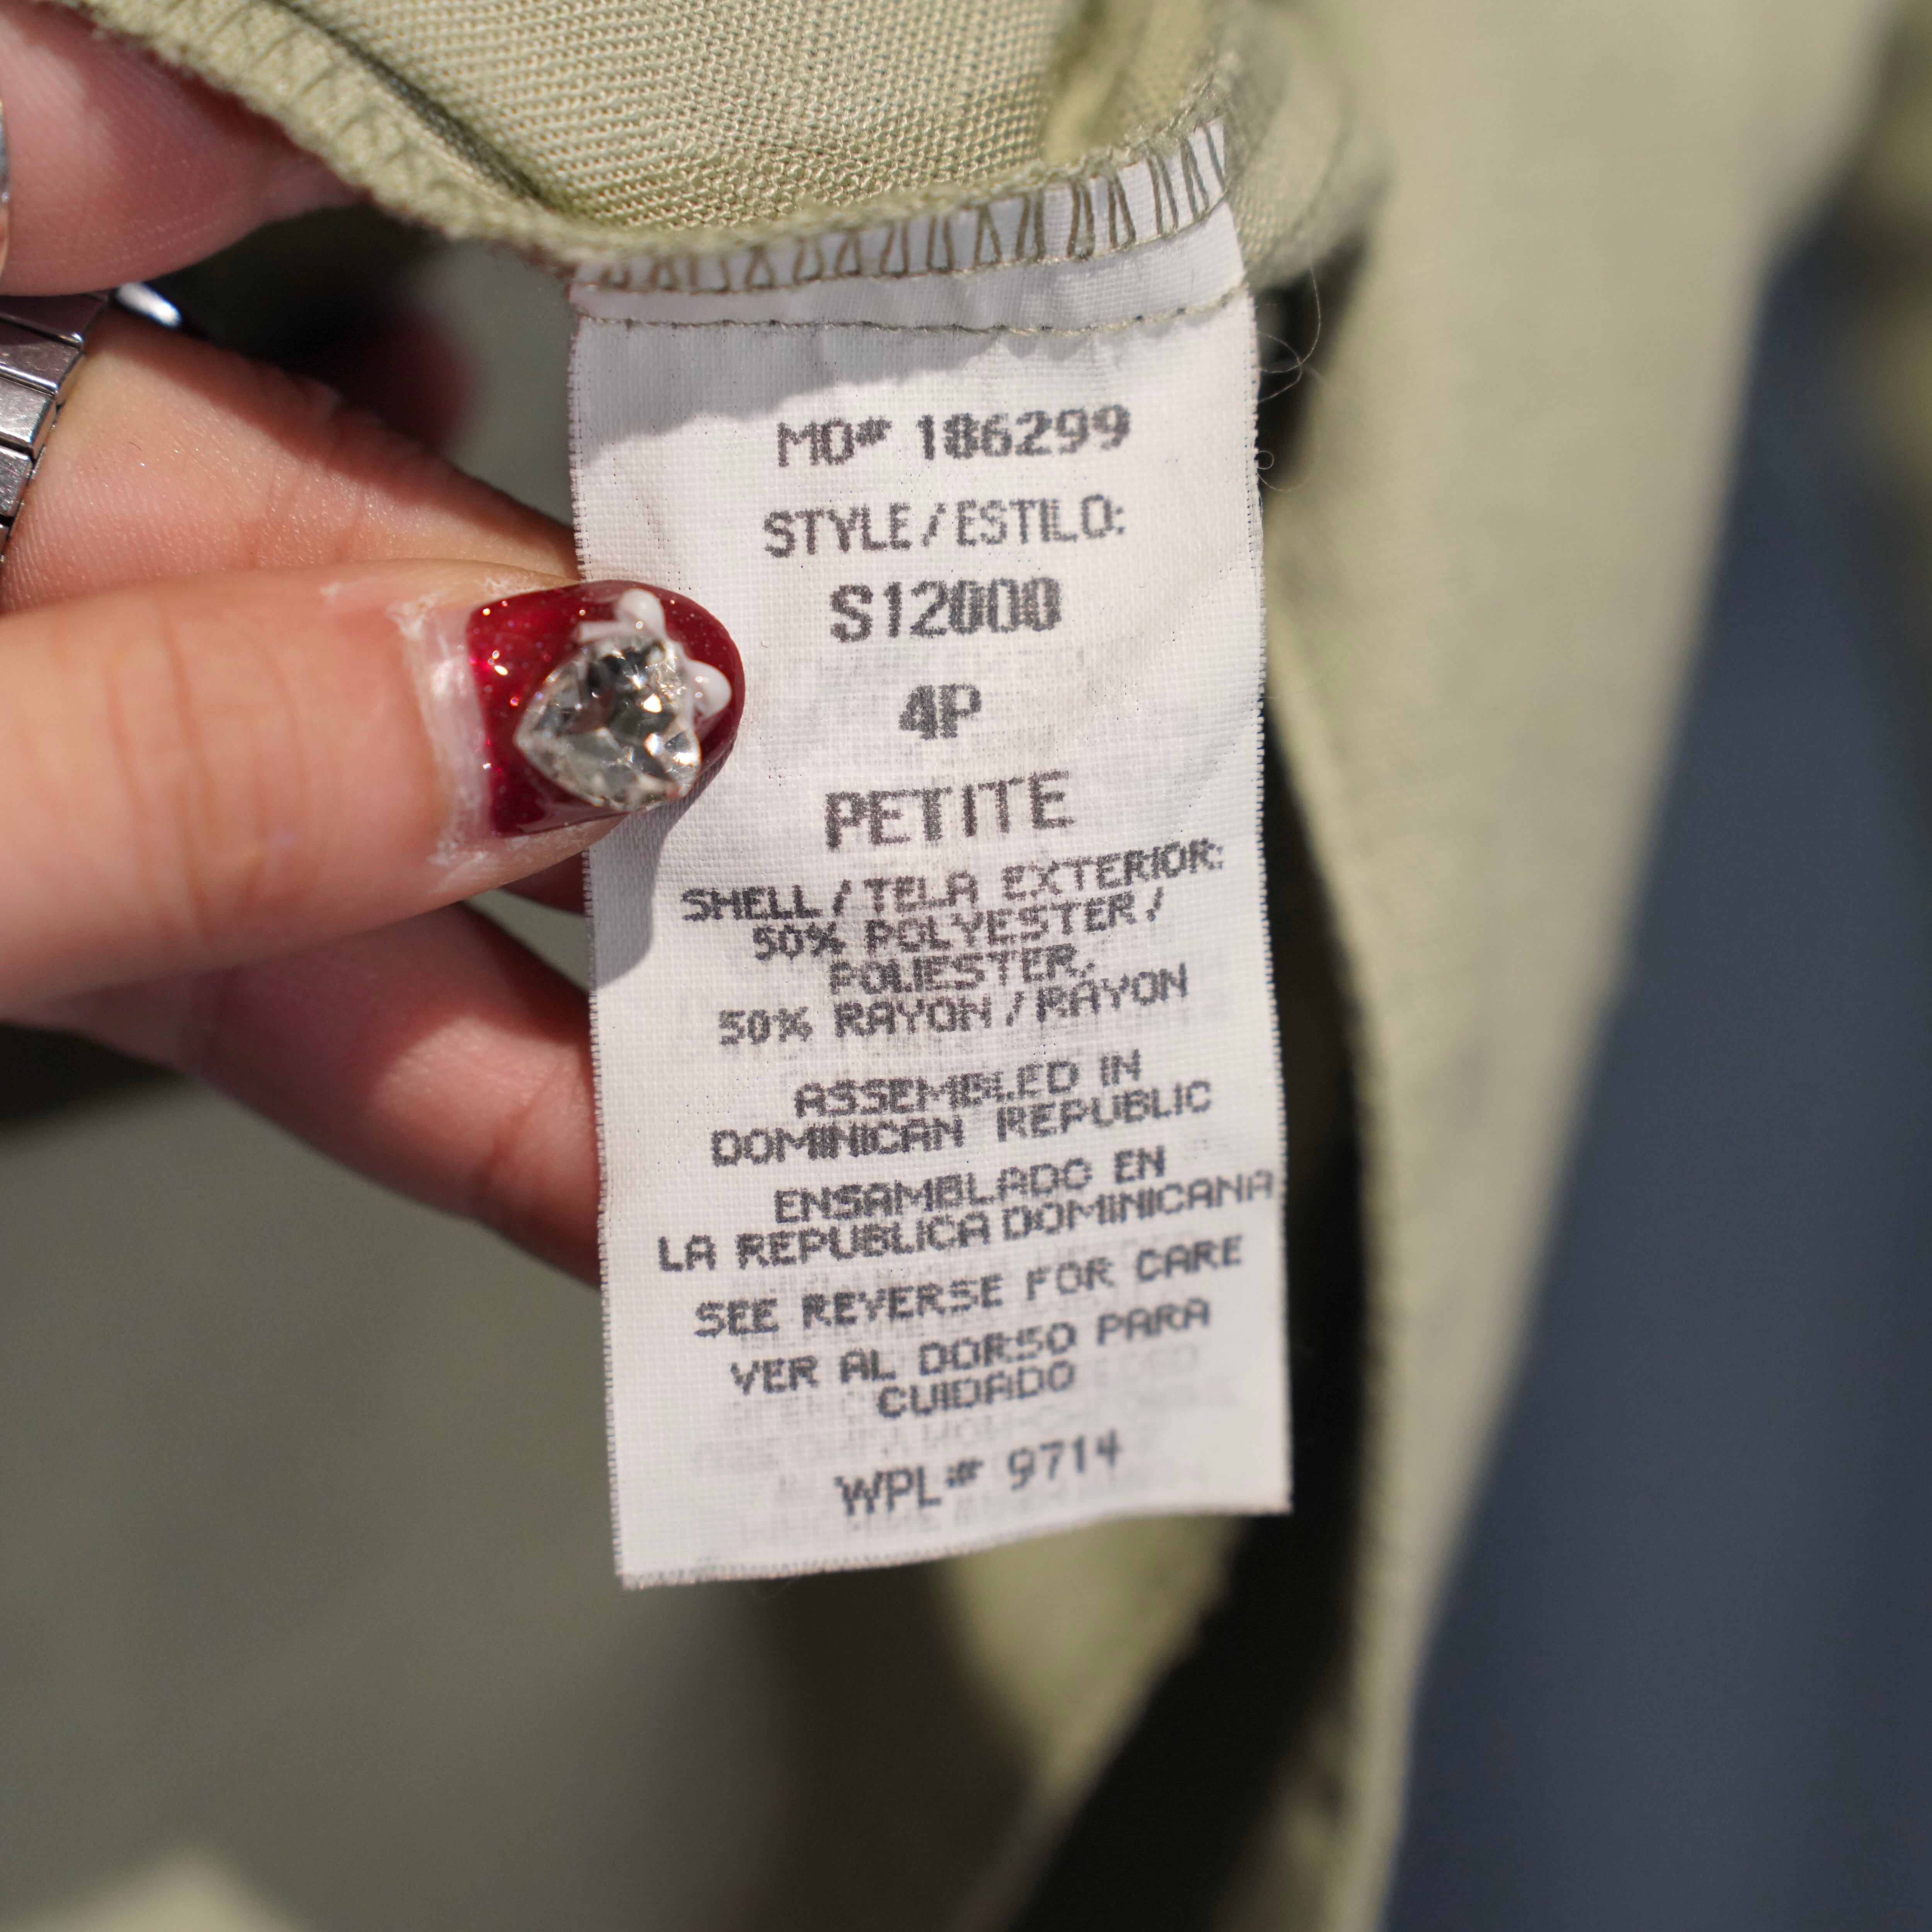 MO# 186299
STYLE/ESTILO:
S12000
4P
PETITE
SHELL/TELA EXTERIOR:
50% POLYESTER/
POLIESTER,
50% RAYON/RAYON
ASSEMBLED IN
DOMINICAN REPUBLIC
ENSAMBLADO EN
LA REPUBLICA DOMINICANA
SEE REVERSE FOR CARE
VER AL DORSO PARA
CUIDADO
WPL# 9714